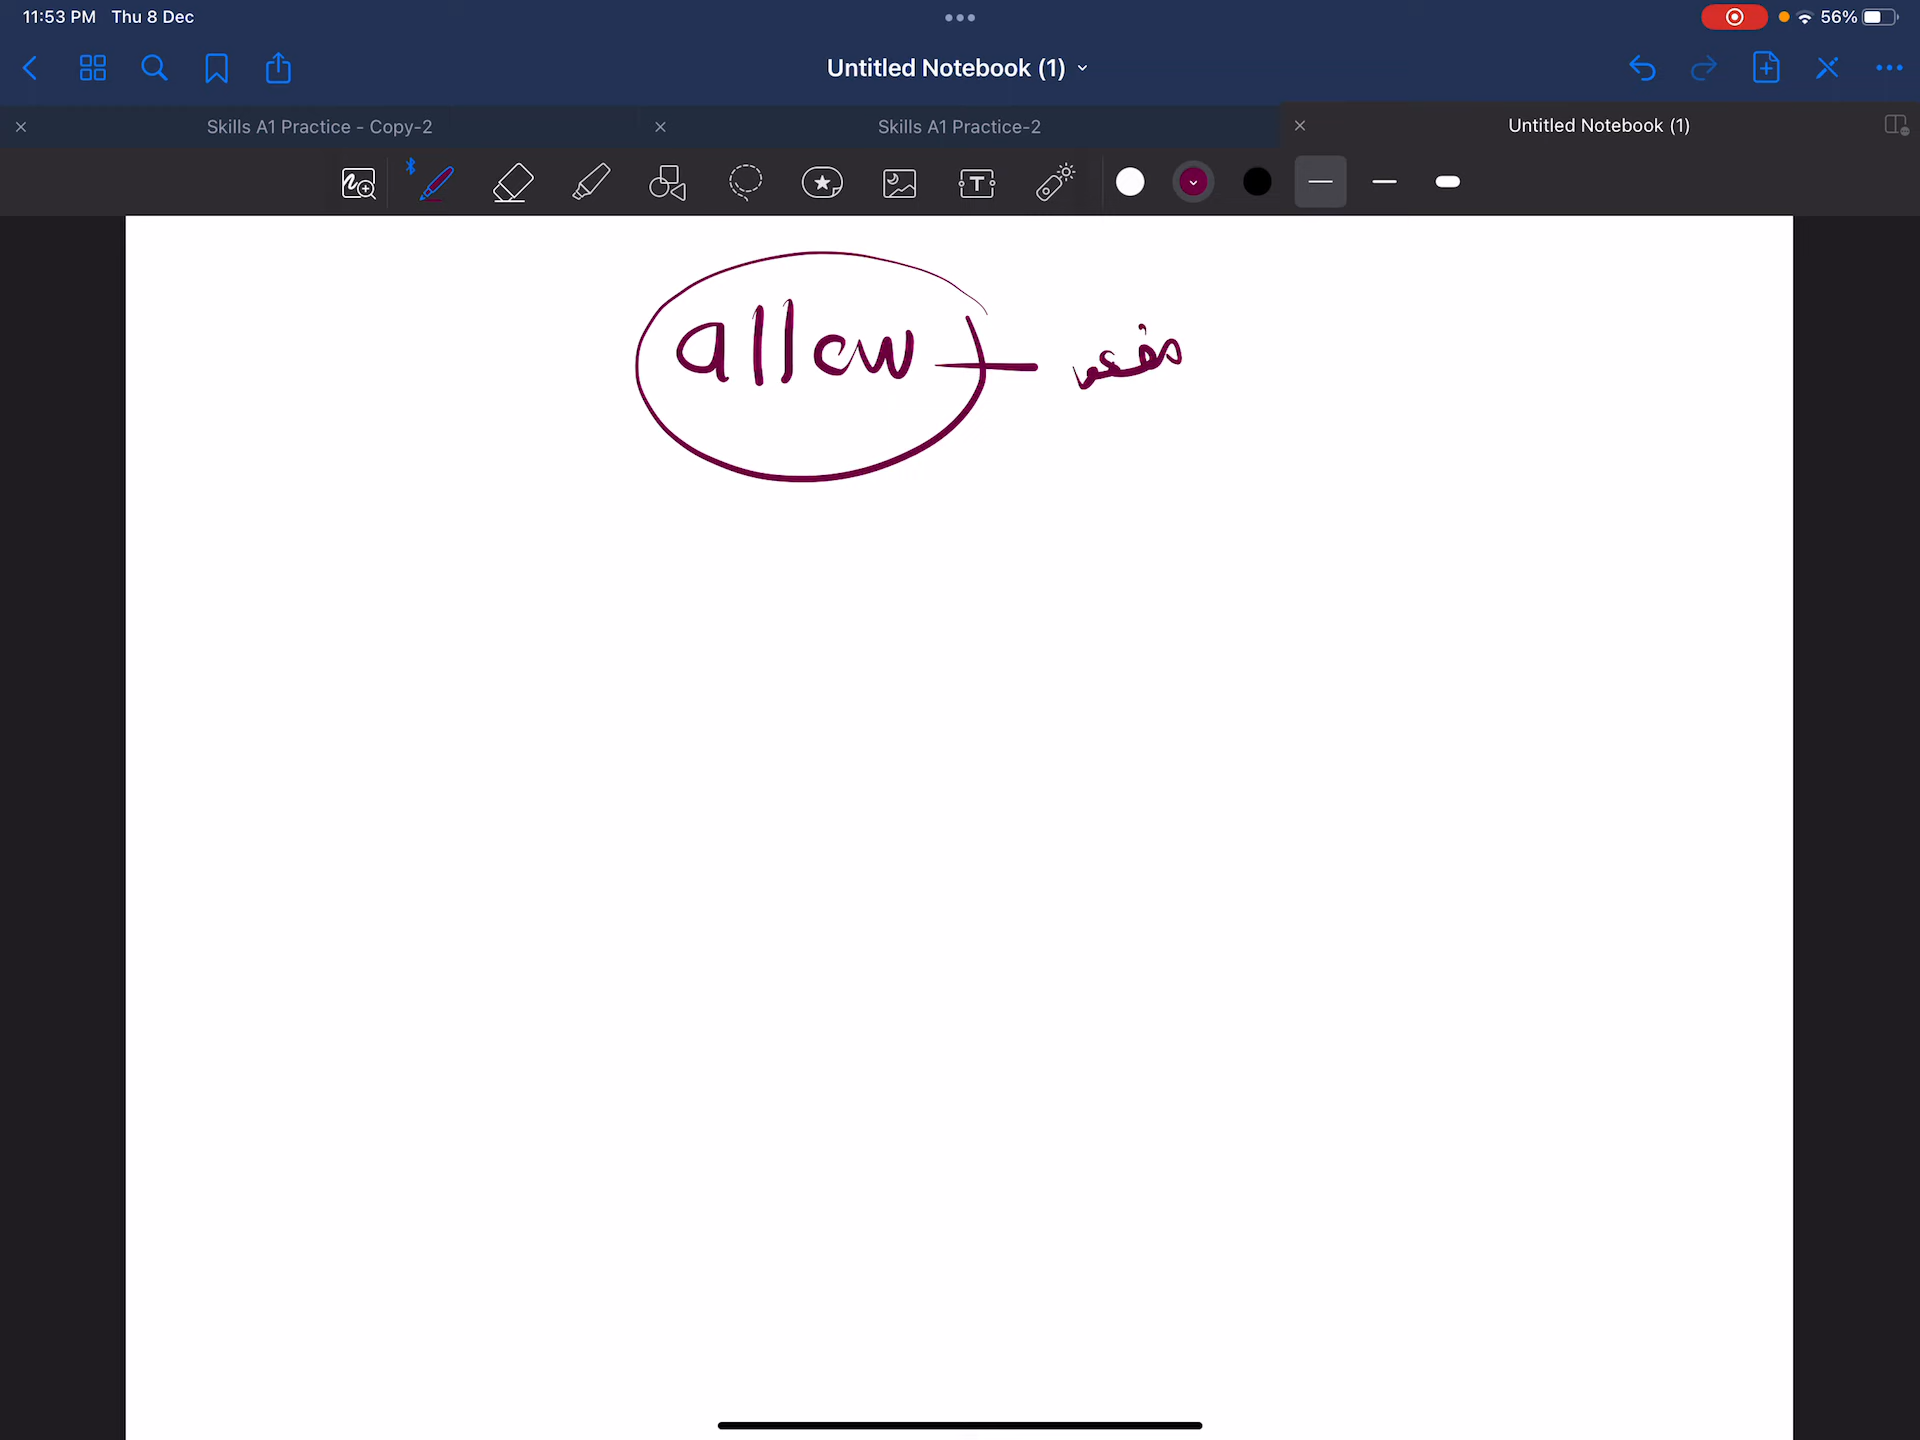 11:53 PM Thu 8 Dec 56%
Untitled Notebook (1)
Skills A1 Practice - Copy-2 Skills A1 Practice-2 Untitled Notebook (1)
T
allow +